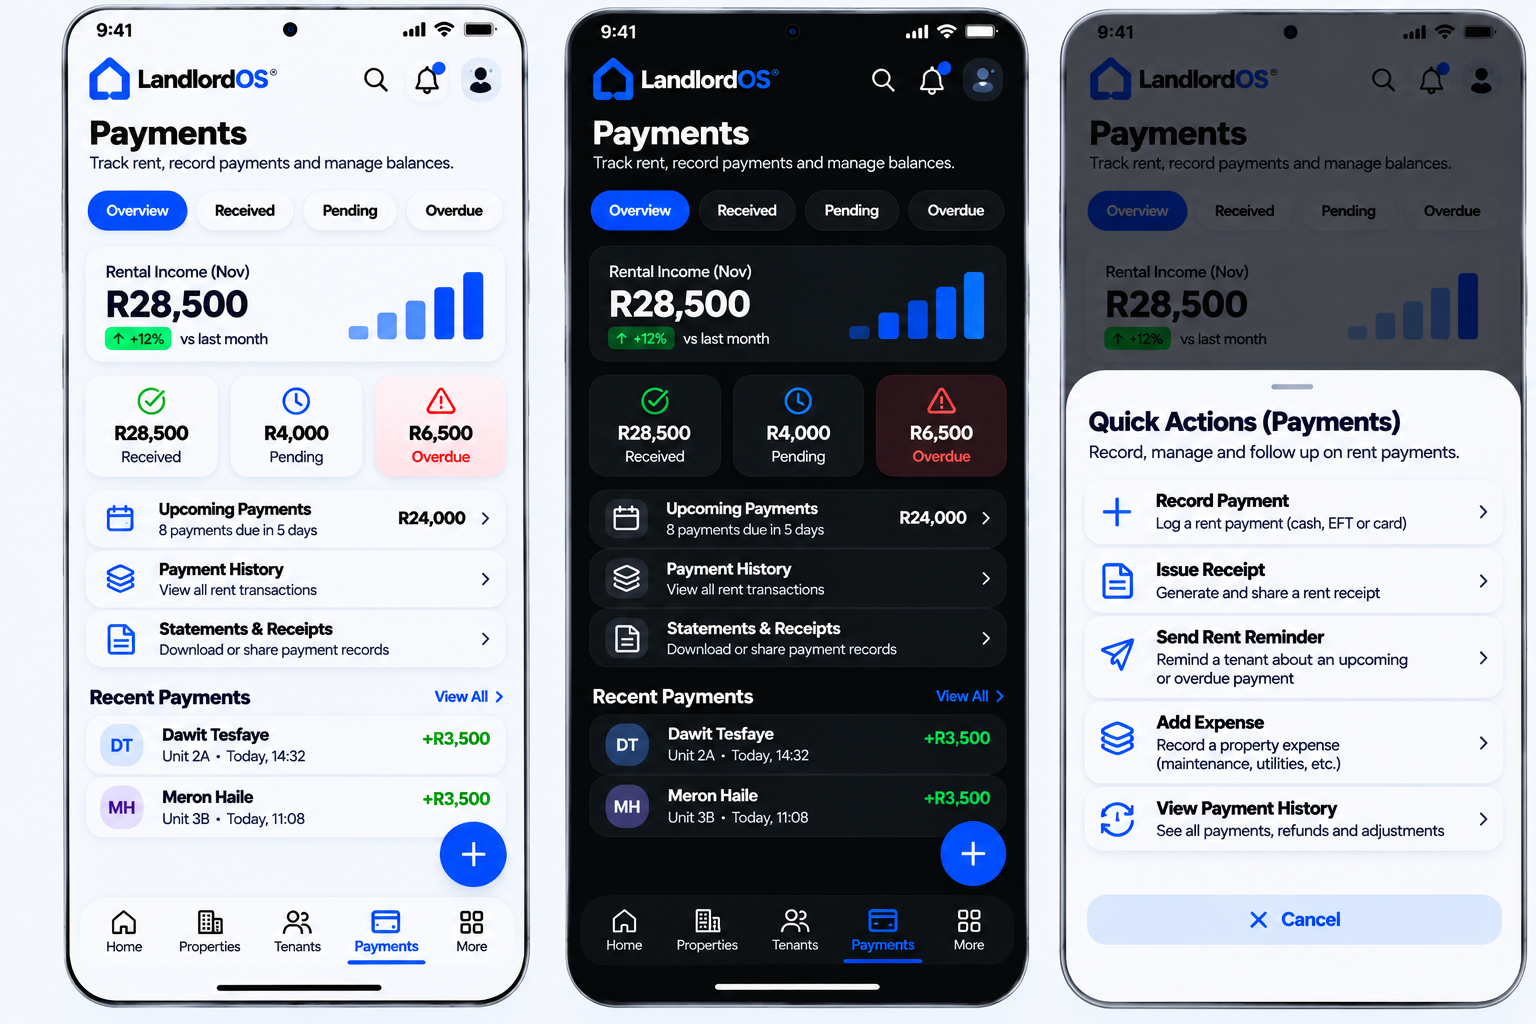 9:41
LandlordOS®
Payments
Track rent, record payments and manage balances.
Overview Received Pending Overdue
Rental Income (Nov)
R28,500
↑ +12% vs last month
R28,500 R4,000 R6,500
Received Pending Overdue
Upcoming Payments
8 payments due in 5 days
R24,000
Payment History
View all rent transactions
Statements & Receipts
Download or share payment records
Recent Payments View All
DT
Dawit Tesfaye
Unit 2A • Today, 14:32
+R3,500
MH
Meron Haile
Unit 3B • Today, 11:08
+R3,500
Home Properties Tenants Payments More
9:41
LandlordOS®
Payments
Track rent, record payments and manage balances.
Overview Received Pending Overdue
Rental Income (Nov)
R28,500
↑ +12% vs last month
R28,500 R4,000 R6,500
Received Pending Overdue
Upcoming Payments
8 payments due in 5 days
R24,000
Payment History
View all rent transactions
Statements & Receipts
Download or share payment records
Recent Payments View All
DT
Dawit Tesfaye
Unit 2A • Today, 14:32
+R3,500
MH
Meron Haile
Unit 3B • Today, 11:08
+R3,500
Home Properties Tenants Payments More
9:41
LandlordOS®
Payments
Track rent, record payments and manage balances.
Overview Received Pending Overdue
Rental Income (Nov)
R28,500
↑ +12% vs last month
Quick Actions (Payments)
Record, manage and follow up on rent payments.
Record Payment
Log a rent payment (cash, EFT or card)
Issue Receipt
Generate and share a rent receipt
Send Rent Reminder
Remind a tenant about an upcoming
or overdue payment
Add Expense
Record a property expense
(maintenance, utilities, etc.)
View Payment History
See all payments, refunds and adjustments
Cancel